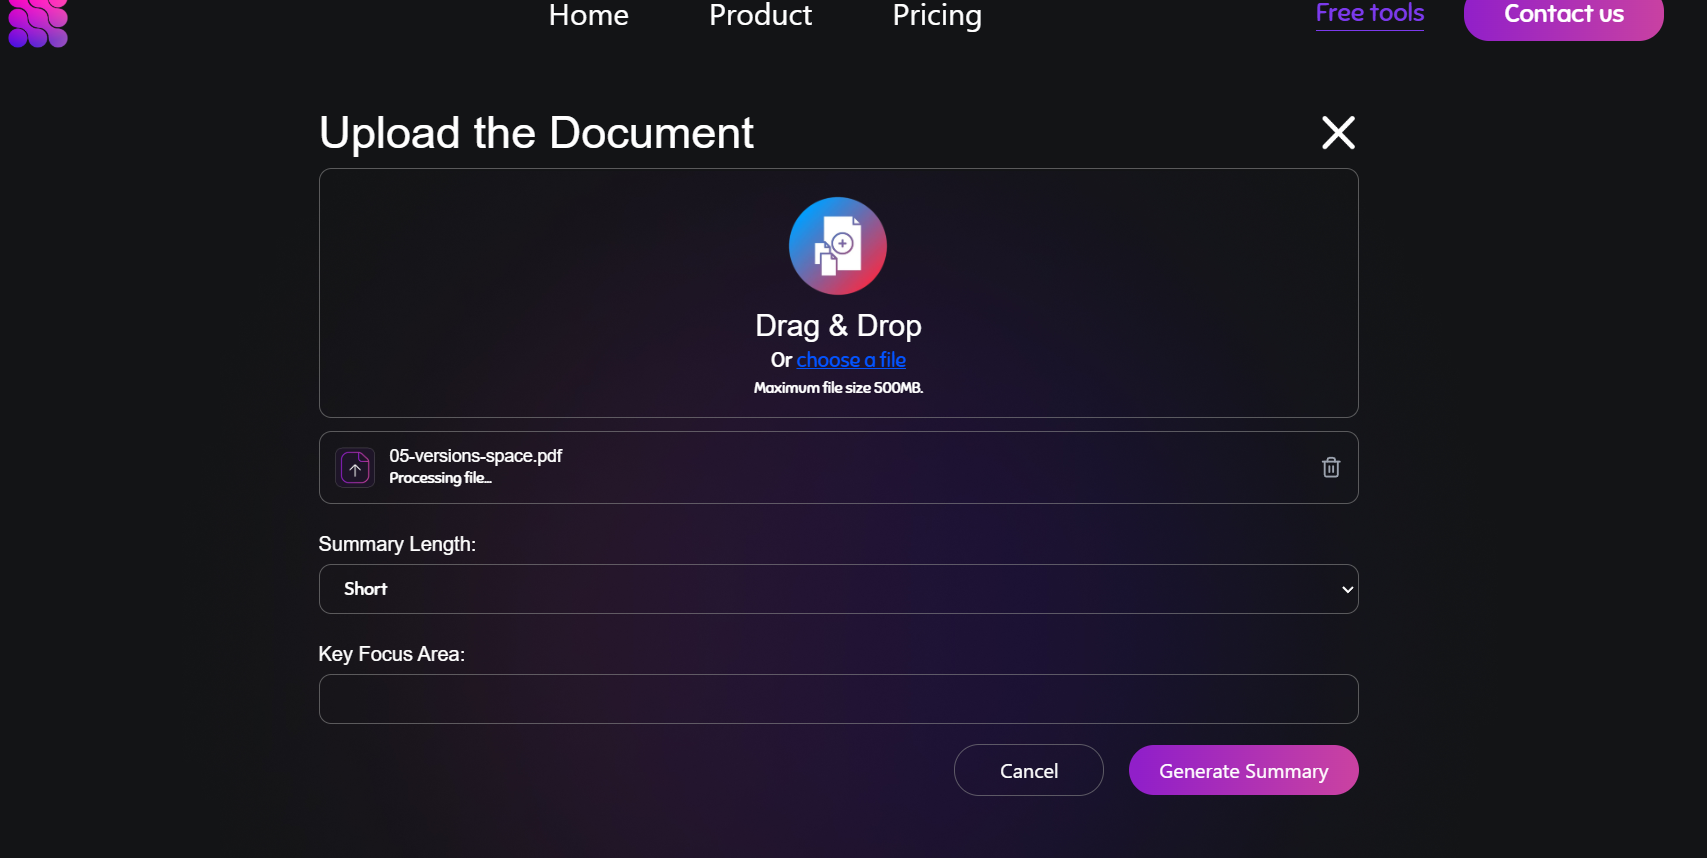 Home Product Pricing Free tools Contact us
Upload the Document
Drag & Drop
Or choose a file
Maximum file size 500MB.
05-versions-space.pdf
Processing file...
Summary Length:
Short
Key Focus Area:
Cancel Generate Summary